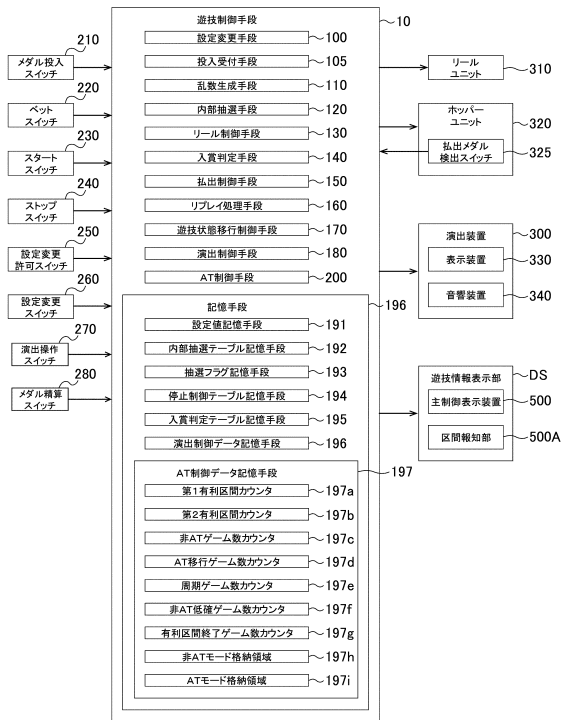 210
メダル投入
スイッチ
220
ベット
スイッチ
230
スタート
スイッチ
240
ストップ
スイッチ
250
設定変更
許可スイッチ
260
設定変更
スイッチ
270
演出操作
スイッチ
280
メダル精算
スイッチ
遊技制御手段
10
設定変更手段
100
投入受付手段
105
乱数生成手段
110
内部抽選手段
120
リール制御手段
130
入賞判定手段
140
払出制御手段
150
リプレイ処理手段
160
遊技状態移行制御手段
170
演出制御手段
180
AT制御手段
200
記憶手段
196
設定値記憶手段
191
内部抽選テーブル記憶手段
192
抽選フラグ記憶手段
193
停止制御テーブル記憶手段
194
入賞判定テーブル記憶手段
195
演出制御データ記憶手段
196
AT制御データ記憶手段
197
第1有利区間カウンタ
197a
第2有利区間カウンタ
197b
非ATゲーム数カウンタ
197c
AT移行ゲーム数カウンタ
197d
周期ゲーム数カウンタ
197e
非AT低確ゲーム数カウンタ
197f
有利区間終了ゲーム数カウンタ
197g
非ATモード格納領域
197h
ATモード格納領域
197i
リール
ユニット
310
ホッパー
ユニット
320
払出メダル
検出スイッチ
325
演出装置
300
表示装置
330
音響装置
340
遊技情報表示部
DS
主制御表示装置
500
区間報知部
500A